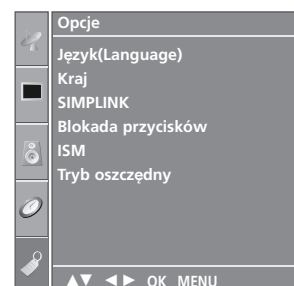 Opcje
Język(Language)
Kraj
SIMPLINK
Blokada przycisków
ISM
Tryb oszczędny
▲▼ ◄► OK MENU